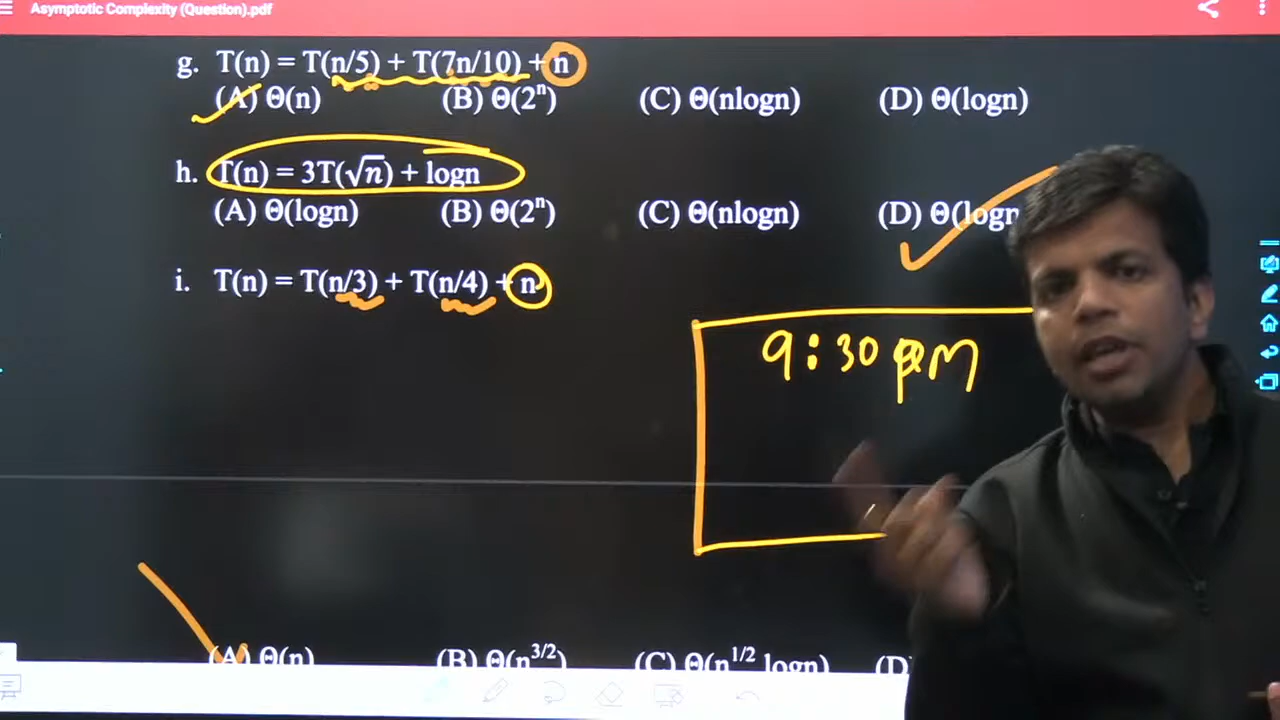 Asymptotic Complexity (Question).pdf
g. T(n) = T(n/5) + T(7n/10) + n
(A) Θ(n) (B) Θ(2ⁿ) (C) Θ(nlogn) (D) Θ(logn)
h. T(n) = 3T(√n) + logn
(A) Θ(logn) (B) Θ(2ⁿ) (C) Θ(nlogn) (D) Θ(logn
i. T(n) = T(n/3) + T(n/4) + n
9:30 pm
(A) Θ(n) (B) Θ(n^{3/2}) (C) Θ(n^{1/2} logn) (D)